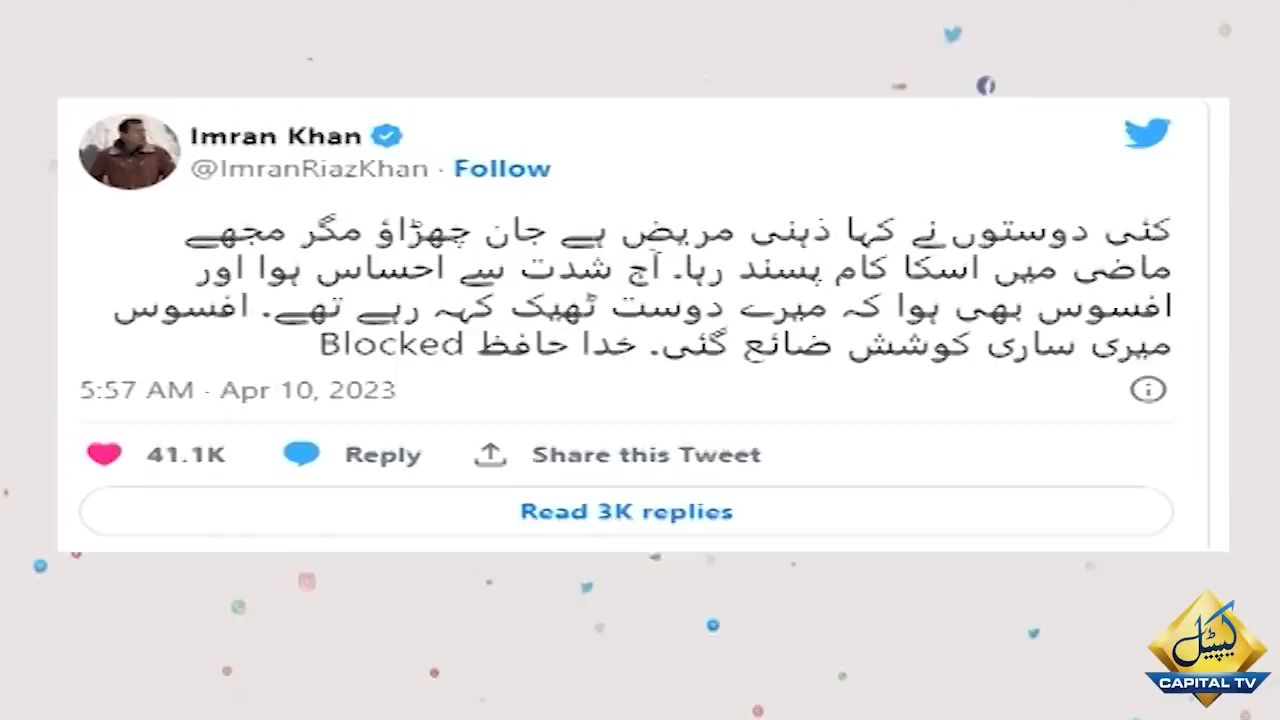 Imran Khan
@ImranRiazKhan · Follow
کئی دوستوں نے کہا ذہنی مریض ہے جان چھڑاؤ مگر مجھے
ماضی میں اسکا کام پسند رہا۔ آج شدت سے احساس ہوا اور
افسوس بھی ہوا کہ میرے دوست ٹھیک کہہ رہے تھے۔ افسوس
میری ساری کوشش ضائع گئی۔ خدا حافظ Blocked
5:57 AM · Apr 10, 2023
41.1K Reply Share this Tweet
Read 3K replies
کیپیٹل
CAPITAL TV